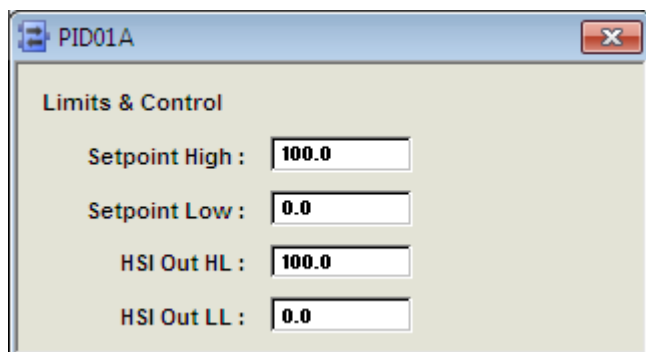 PID01A
Limits & Control
Setpoint High : 100.0
Setpoint Low : 0.0
HSI Out HL : 100.0
HSI Out LL : 0.0